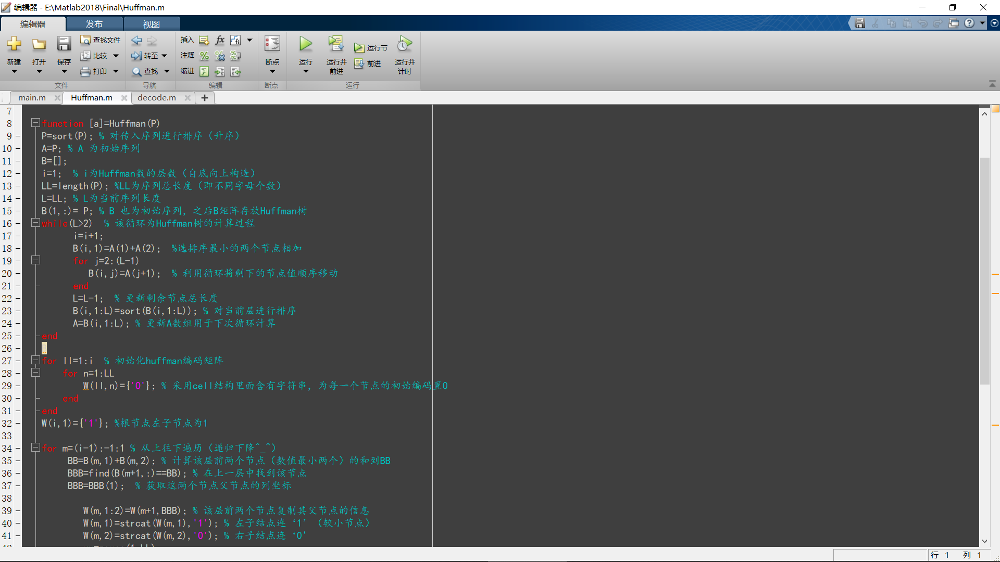 编辑器 - E:\Matlab2018\Final\Huffman.m
编辑器 发布 视图
新建 打开 保存 查找文件 比较 打印
文件
转至 查找
导航
插入 fx
注释
缩进
编辑
断点
断点
运行 运行并前进 运行节 前进 运行并计时
运行
main.m Huffman.m decode.m
7
8 function [a]=Huffman(P)
9 P=sort(P); % 对传入序列进行排序（升序）
10 A=P; % A 为初始序列
11 B=[];
12 i=1; % i为Huffman数的层数（自底向上构造）
13 LL=length(P); %LL为序列总长度（即不同字母个数）
14 L=LL; % L为当前序列长度
15 B(1,:)= P; % B 也为初始序列，之后B矩阵存放Huffman树
16 while(L>2) % 该循环为Huffman树的计算过程
17 i=i+1;
18 B(i,1)=A(1)+A(2); %选排序最小的两个节点相加
19 for j=2:(L-1)
20 B(i,j)=A(j+1); % 利用循环将剩下的节点值顺序移动
21 end
22 L=L-1; % 更新剩余节点总长度
23 B(i,1:L)=sort(B(i,1:L)); % 对当前层进行排序
24 A=B(i,1:L); % 更新A数组用于下次循环计算
25 end
26
27 for ll=1:i % 初始化huffman编码矩阵
28 for n=1:LL
29 W(ll,n)={'0'}; % 采用cell结构里面含有字符串，为每一个节点的初始编码置0
30 end
31 end
32 W(i,1)={'1'}; %根节点左子节点为1
33
34 for m=(i-1):-1:1 % 从上往下遍历（递归下降^_^）
35 BB=B(m,1)+B(m,2); % 计算该层前两个节点（数值最小两个）的和到BB
36 BBB=find(B(m+1,:)==BB); % 在上一层中找到该节点
37 BBB=BBB(1); % 获取这两个节点父节点的列坐标
38
39 W(m,1:2)=W(m+1,BBB); % 该层前两个节点复制其父节点的信息
40 W(m,1)=strcat(W(m,1),'1'); % 左子结点连‘1’（较小节点）
41 W(m,2)=strcat(W(m,2),'0'); % 右子结点连‘0’
行 1 列 1